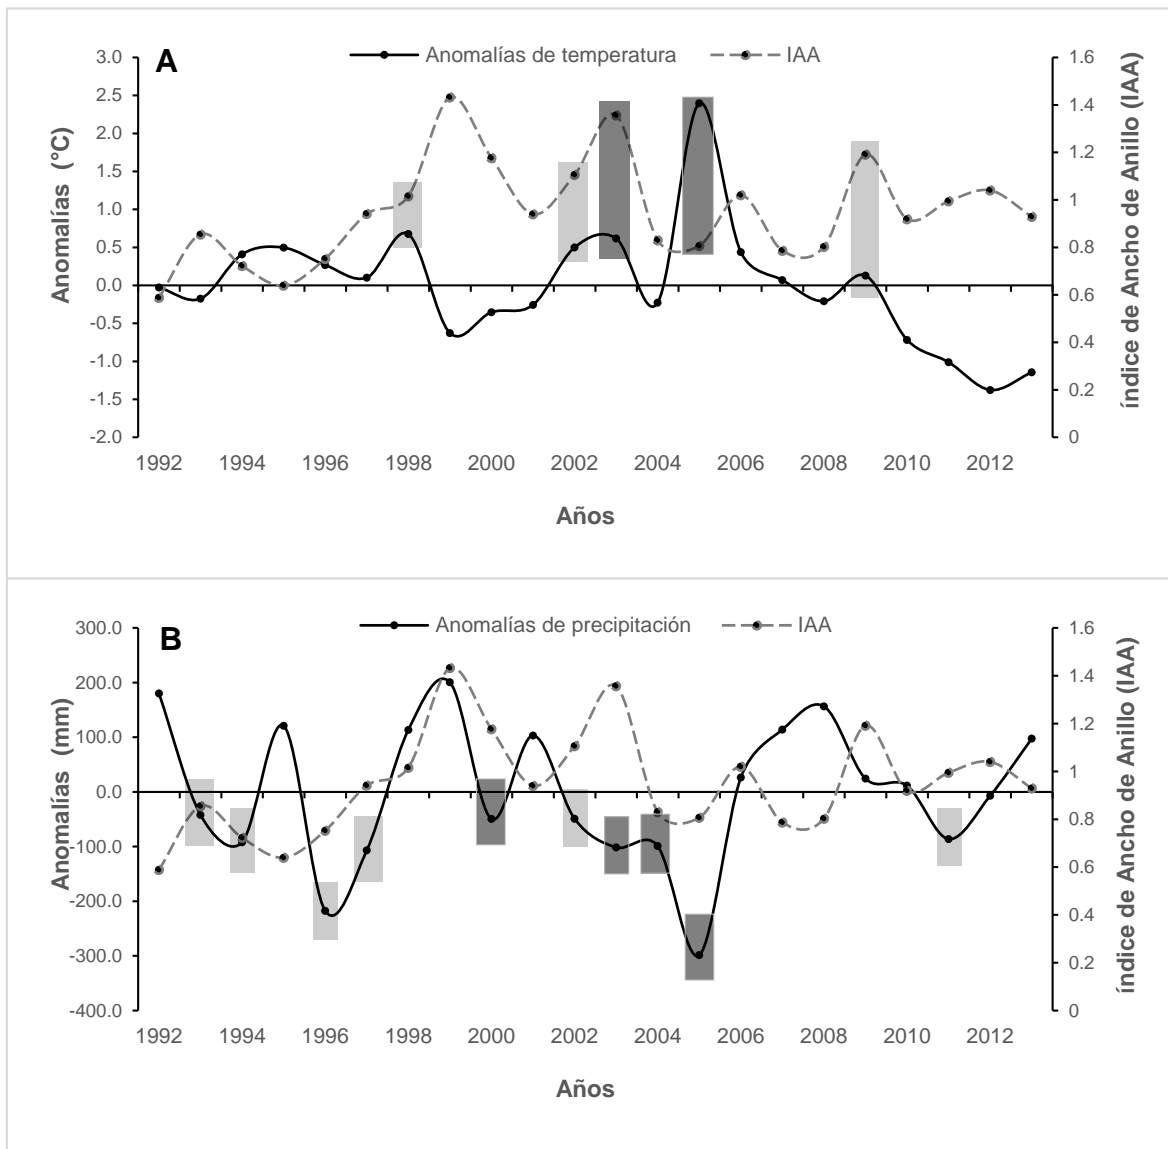 A
Anomalías de temperatura
IAA
Anomalías (°C)
3.0
2.5
2.0
1.5
1.0
0.5
0.0
-0.5
-1.0
-1.5
-2.0
1.6
1.4
1.2
1
0.8
0.6
0.4
0.2
0
índice de Ancho de Anillo (IAA)
1992 1994 1996 1998 2000 2002 2004 2006 2008 2010 2012
Años
B
Anomalías de precipitación
IAA
Anomalías (mm)
300.0
200.0
100.0
0.0
-100.0
-200.0
-300.0
-400.0
1.6
1.4
1.2
1
0.8
0.6
0.4
0.2
0
índice de Ancho de Anillo (IAA)
1992 1994 1996 1998 2000 2002 2004 2006 2008 2010 2012
Años